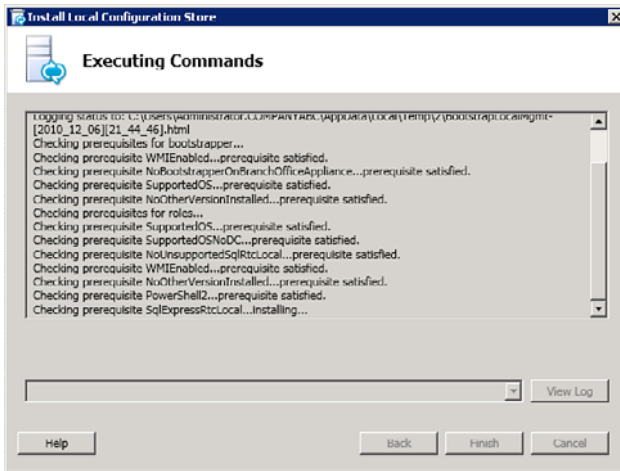 Install Local Configuration Store
Executing Commands
Logging status to: C:\Users\Administrator.COMPANYABC\AppData\Local\Temp\2\BootstrapLocalMgmt-
[2010_12_06][21_44_46].html
Checking prerequisites for bootstrapper...
Checking prerequisite WMIEnabled...prerequisite satisfied.
Checking prerequisite NoBootstrapperOnBranchOfficeAppliance...prerequisite satisfied.
Checking prerequisite SupportedOS...prerequisite satisfied.
Checking prerequisite NoOtherVersionInstalled...prerequisite satisfied.
Checking prerequisites for roles...
Checking prerequisite SupportedOS...prerequisite satisfied.
Checking prerequisite SupportedOSNoDC...prerequisite satisfied.
Checking prerequisite NoUnsupportedSqlRtcLocal...prerequisite satisfied.
Checking prerequisite WMIEnabled...prerequisite satisfied.
Checking prerequisite NoOtherVersionInstalled...prerequisite satisfied.
Checking prerequisite PowerShell2...prerequisite satisfied.
Checking prerequisite SqlExpressRtcLocal...installing...
View Log
Help
Back
Finish
Cancel